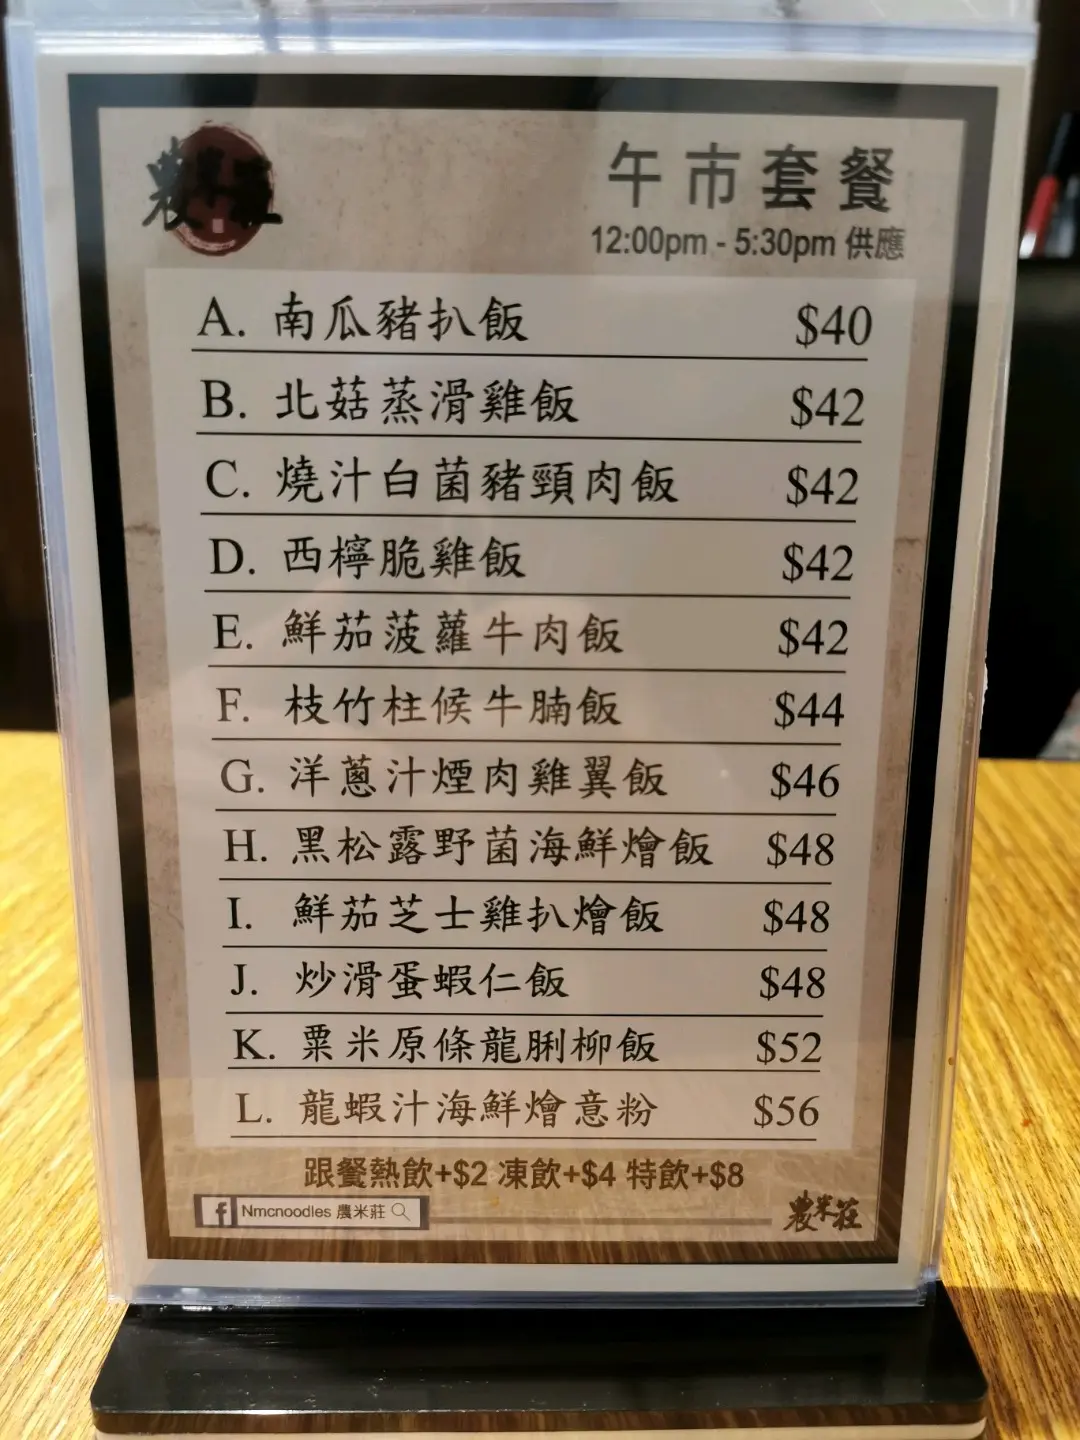 農米莊
午市套餐
12:00pm - 5:30pm 供應
A. 南瓜豬扒飯 $40
B. 北菇蒸滑雞飯 $42
C. 燒汁白菌豬頸肉飯 $42
D. 西檸脆雞飯 $42
E. 鮮茄菠蘿牛肉飯 $42
F. 枝竹柱候牛腩飯 $44
G. 洋蔥汁煙肉雞翼飯 $46
H. 黑松露野菌海鮮燴飯 $48
I. 鮮茄芝士雞扒燴飯 $48
J. 炒滑蛋蝦仁飯 $48
K. 粟米原條龍脷柳飯 $52
L. 龍蝦汁海鮮燴意粉 $56
跟餐熱飲+$2 凍飲+$4 特飲+$8
f Nmcnoodles 農米莊
農米莊